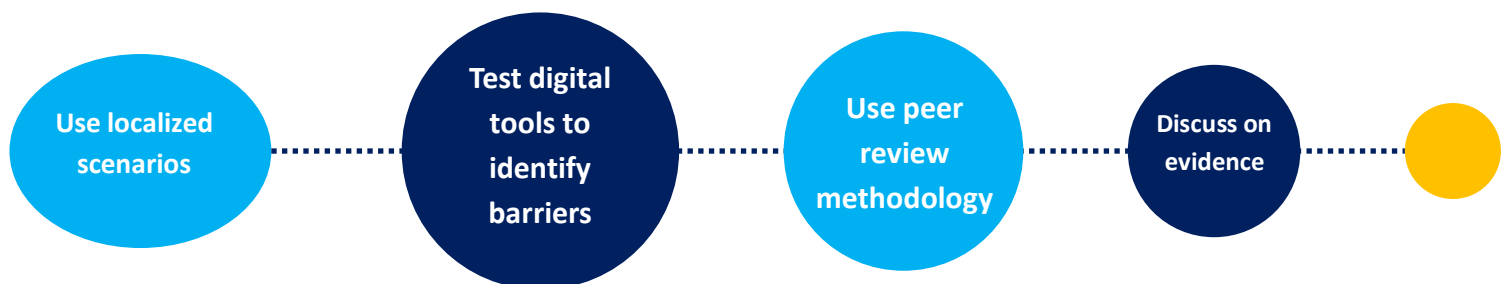 Use localized
scenarios
Test digital
tools to
identify
barriers
Use peer
review
methodology
Discuss on
evidence